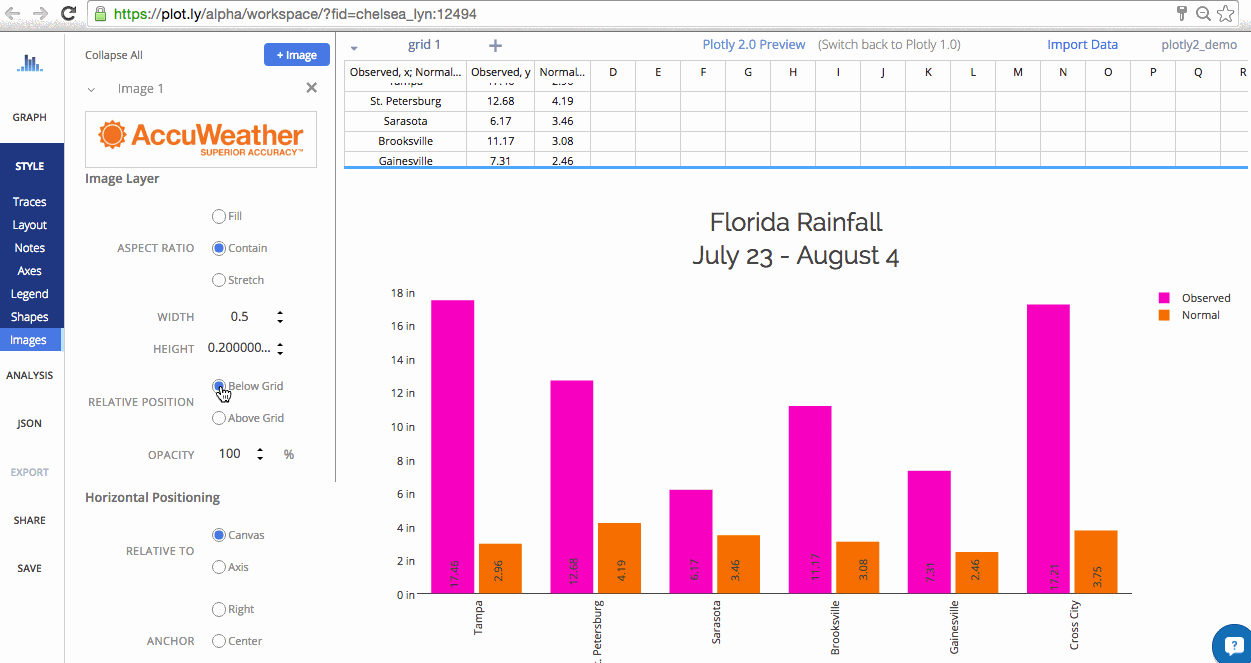 https://plot.ly/alpha/workspace/?fid=chelsea_lyn:12494
GRAPH
STYLE
Traces
Layout
Notes
Axes
Legend
Shapes
Images
ANALYSIS
JSON
EXPORT
SHARE
SAVE
Collapse All
+ Image
Image 1
AccuWeather
SUPERIOR ACCURACY™
Image Layer
Fill
ASPECT RATIO
Contain
Stretch
WIDTH 0.5
HEIGHT 0.200000...
Below Grid
RELATIVE POSITION
Above Grid
OPACITY 100 %
Horizontal Positioning
Canvas
RELATIVE TO
Axis
Right
ANCHOR Center
grid 1 + Plotly 2.0 Preview (Switch back to Plotly 1.0) Import Data plotly2_demo
Observed, x; Normal... Observed, y Normal... D E F G H I J K L M N O P Q R
St. Petersburg 12.68 4.19
Sarasota 6.17 3.46
Brooksville 11.17 3.08
Gainesville 7.31 2.46
Florida Rainfall
July 23 - August 4
Observed
Normal
18 in
16 in
14 in
12 in
10 in
8 in
6 in
4 in
2 in
0 in
17.46 2.96 12.68 4.19 6.17 3.46 11.17 3.08 7.31 2.46 17.21 3.75
Tampa . Petersburg Sarasota Brooksville Gainesville Cross City
?